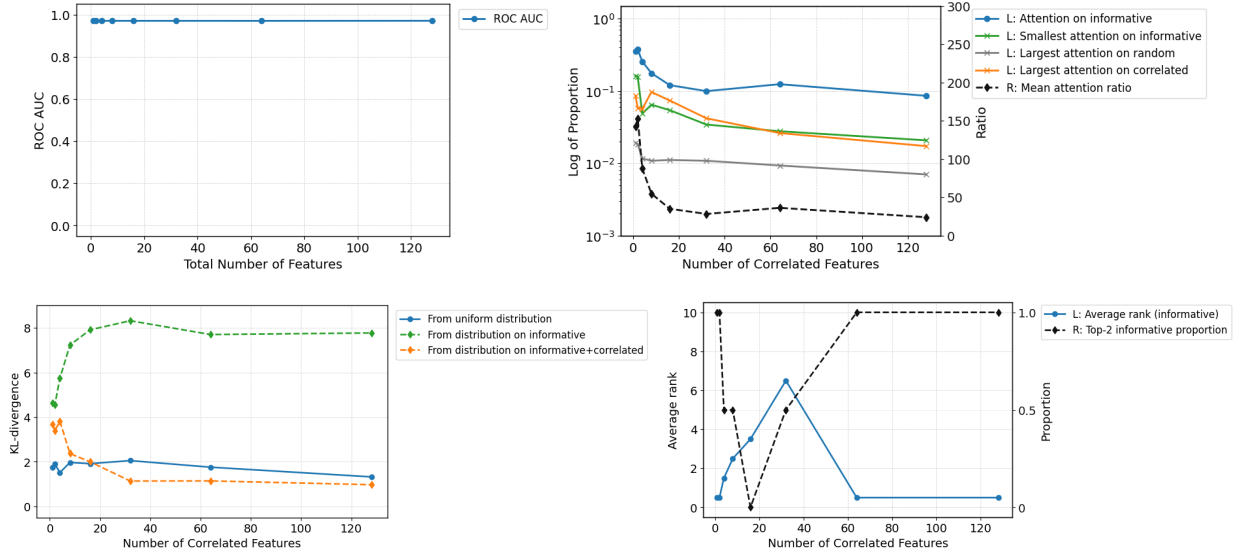 1.0
0.8
0.6
0.4
0.2
0.0
ROC AUC
0 20 40 60 80 100 120
Total Number of Features
ROC AUC
10⁰
10⁻¹
10⁻²
10⁻³
Log of Proportion
0 20 40 60 80 100 120
Number of Correlated Features
300
250
200
150
100
50
0
Ratio
L: Attention on informative
L: Smallest attention on informative
L: Largest attention on random
L: Largest attention on correlated
R: Mean attention ratio
8
6
4
2
0
KL-divergence
0 20 40 60 80 100 120
Number of Correlated Features
From uniform distribution
From distribution on informative
From distribution on informative+correlated
10
8
6
4
2
0
Average rank
0 20 40 60 80 100 120
Number of Correlated Features
1.0
0.5
0
Proportion
L: Average rank (informative)
R: Top-2 informative proportion